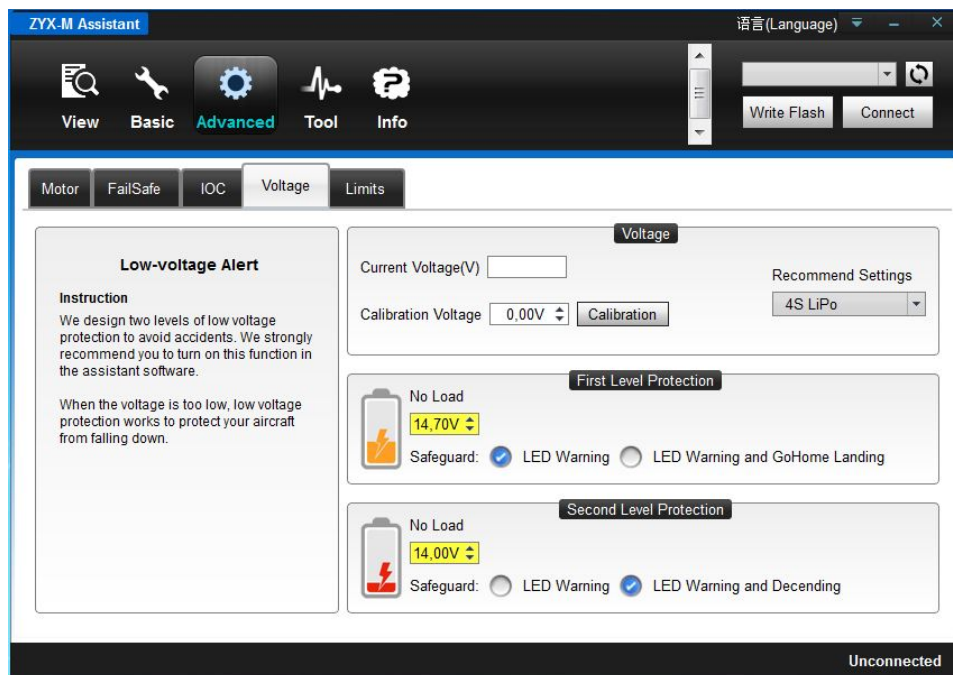 ZYX-M Assistant
语言(Language)
View Basic Advanced Tool Info
Write Flash Connect
Motor FailSafe IOC Voltage Limits
Low-voltage Alert
Instruction
We design two levels of low voltage
protection to avoid accidents. We strongly
recommend you to turn on this function in
the assistant software.
When the voltage is too low, low voltage
protection works to protect your aircraft
from falling down.
Voltage
Current Voltage(V)
Recommend Settings
Calibration Voltage 0,00V Calibration
4S LiPo
First Level Protection
No Load
14,70V
Safeguard: LED Warning LED Warning and GoHome Landing
Second Level Protection
No Load
14,00V
Safeguard: LED Warning LED Warning and Decending
Unconnected